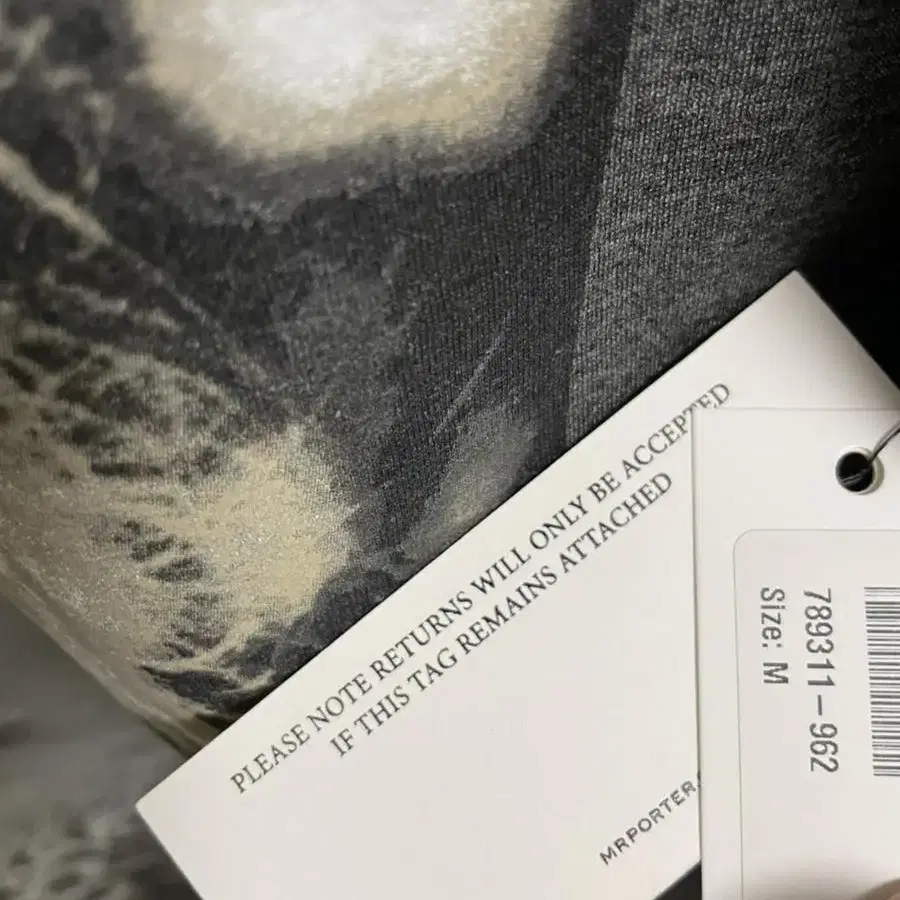 PLEASE NOTE RETURNS WILL ONLY BE ACCEPTED
IF THIS TAG REMAINS ATTACHED
MRPORTER.
789311-962
Size: M